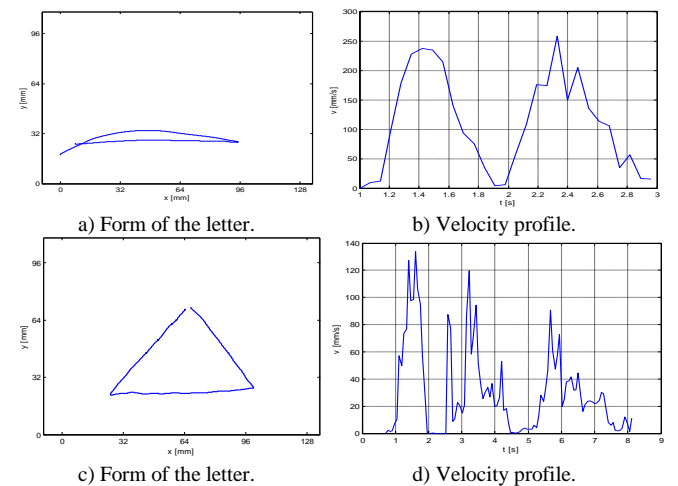 96
64
32
0
y [mm]
0 32 64 96 128
x [mm]
300
250
200
150
100
50
0
v [mm/s]
1 1.2 1.4 1.6 1.8 2 2.2 2.4 2.6 2.8 3
t [s]
a) Form of the letter.
b) Velocity profile.
96
64
32
0
y [mm]
0 32 64 96 128
x [mm]
140
120
100
80
60
40
20
0
v [mm/s]
0 1 2 3 4 5 6 7 8 9
t [s]
c) Form of the letter.
d) Velocity profile.